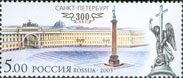 САНКТ-ПЕТЕРБУРГ
300
5.00 РОССИЯ ROSSIJA · 2003